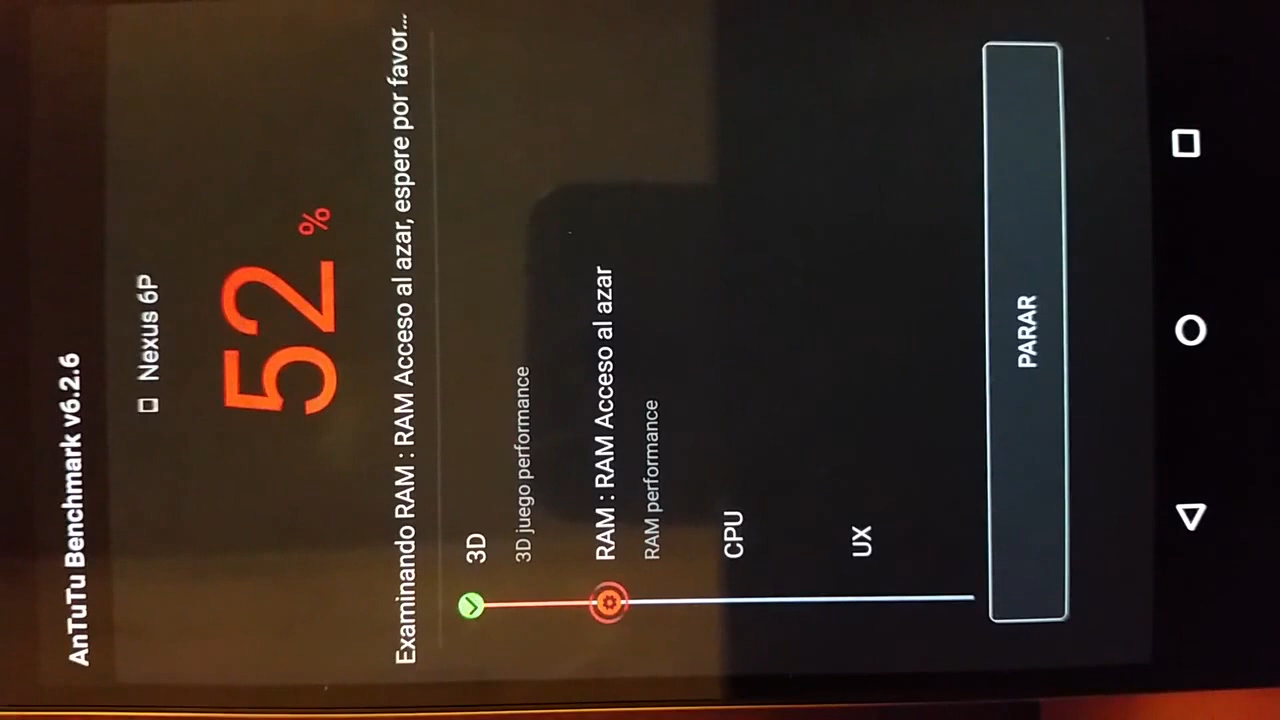 AnTuTu Benchmark v6.2.6
Nexus 6P
52 %
Examinando RAM : RAM Acceso al azar, espere por favor...
3D
3D juego performance
RAM : RAM Acceso al azar
RAM performance
CPU
UX
PARAR